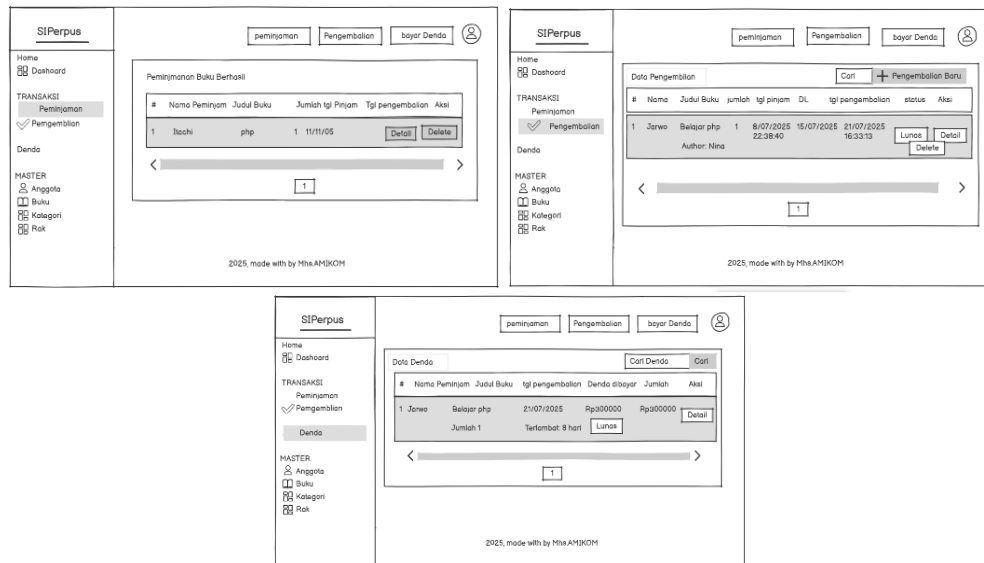 SIPerpus
peminjaman Pengembalian bayar Denda
Home
Dashoard
TRANSAKSI
Peminjaman
Pemgemblian
Denda
MASTER
Anggota
Buku
Kategori
Rak
Peminjmanan Buku Berhasil
# Nama Peminjam Judul Buku Jumlah tgl Pinjam Tgl pengembalian Aksi
1 Itachi php 1 11/11/05 Detail Delete
1
2025, made with by Mhs.AMIKOM
SIPerpus
peminjaman Pengembalian bayar Denda
Home
Dashoard
TRANSAKSI
Peminjaman
Pengembalian
Denda
MASTER
Anggota
Buku
Kategori
Rak
Data Pengembilan Cari + Pengembalian Baru
# Nama Judul Buku jumlah tgl pinjam DL tgl pengembalian status Aksi
1 Jarwo Belajar php 1 8/07/2025 15/07/2025 21/07/2025 Lunas Detail
22:38:40 16:33:13
Author: Nina Delete
1
2025, made with by Mhs.AMIKOM
SIPerpus
peminjaman Pengembalian bayar Denda
Home
Dashoard
TRANSAKSI
Peminjaman
Pemgemblian
Denda
MASTER
Anggota
Buku
Kategori
Rak
Data Denda Cari Denda Cari
# Nama Peminjam Judul Buku tgl pengembalian Denda dibayar Jumlah Aksi
1 Jarwo Belajar php 21/07/2025 Rp300000 Rp300000 Detail
Jumlah 1 Terlambat: 8 hari Lunas
1
2025, made with by Mhs.AMIKOM